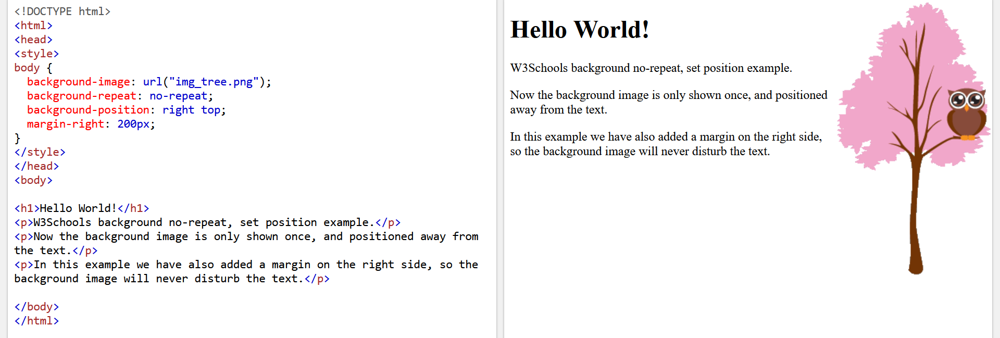 <!DOCTYPE html>
<html>
<head>
<style>
body {
  background-image: url("img_tree.png");
  background-repeat: no-repeat;
  background-position: right top;
  margin-right: 200px;
}
</style>
</head>
<body>

<h1>Hello World!</h1>
<p>W3Schools background no-repeat, set position example.</p>
<p>Now the background image is only shown once, and positioned away from
the text.</p>
<p>In this example we have also added a margin on the right side, so the
background image will never disturb the text.</p>

</body>
</html>

Hello World!
W3Schools background no-repeat, set position example.
Now the background image is only shown once, and positioned
away from the text.
In this example we have also added a margin on the right side,
so the background image will never disturb the text.